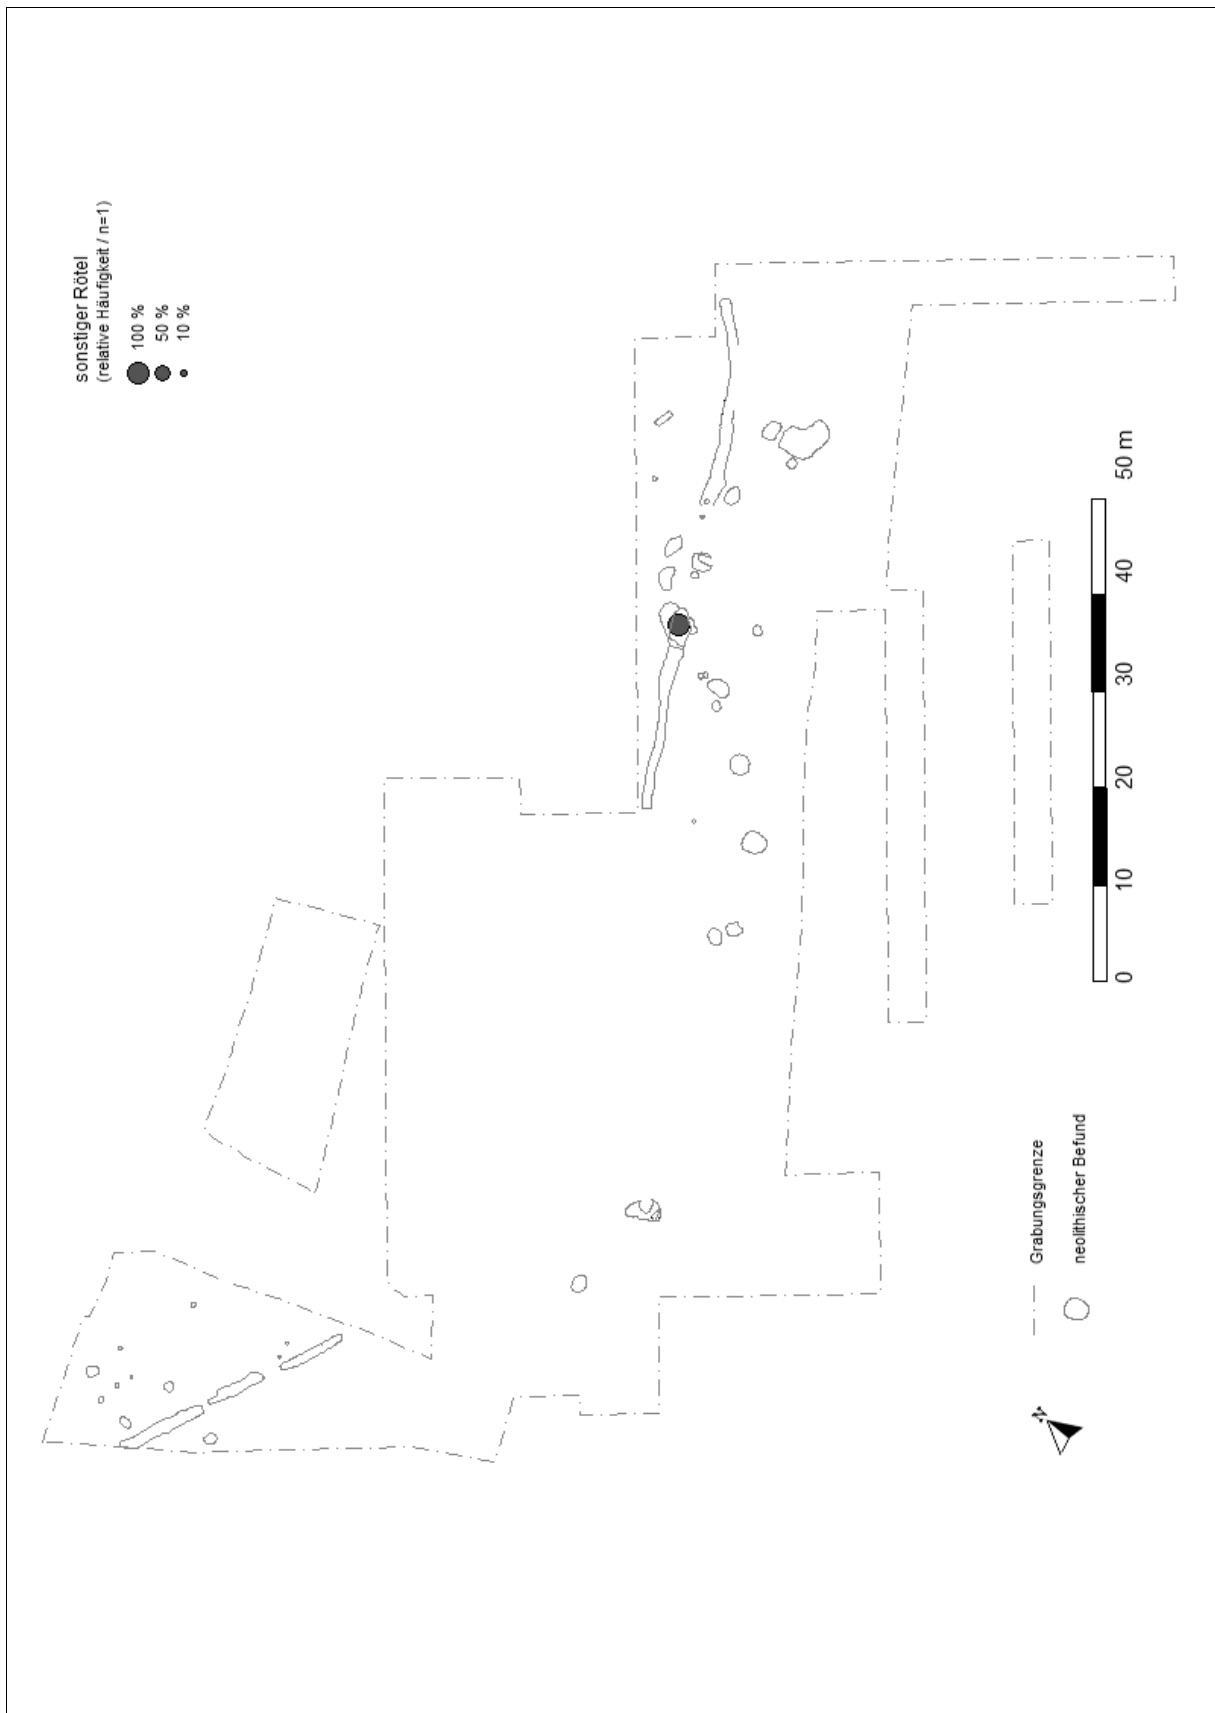 sonstiger Rötel
(relative Häufigkeit / n=1)
100 %
50 %
10 %
0 10 20 30 40 50 m
Grabungsgrenze
neolithischer Befund
N